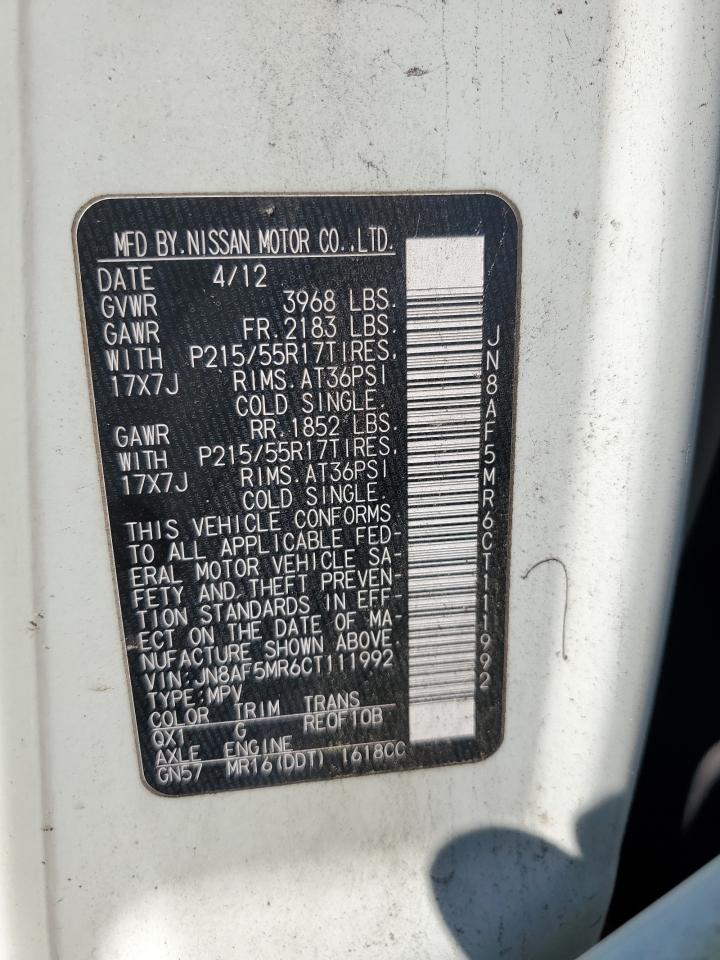 MFD BY.NISSAN MOTOR CO.,LTD.
DATE 4/12
GVWR 3968 LBS.
GAWR FR.2183 LBS.
WITH P215/55R17TIRES,
17X7J RIMS.AT36PSI
COLD SINGLE.
GAWR RR.1852 LBS.
WITH P215/55R17TIRES,
17X7J RIMS.AT36PSI
COLD SINGLE.
THIS VEHICLE CONFORMS
TO ALL APPLICABLE FED-
ERAL MOTOR VEHICLE SA-
FETY AND THEFT PREVEN-
TION STANDARDS IN EFF-
ECT ON THE DATE OF MA-
NUFACTURE SHOWN ABOVE
VIN:JN8AF5MR6CT111992
TYPE:MPV
COLOR TRIM TRANS
QX1 G RE0F10B
AXLE ENGINE
GN57 MR16(DDT) 1618CC
JN8AF5MR6CT111992